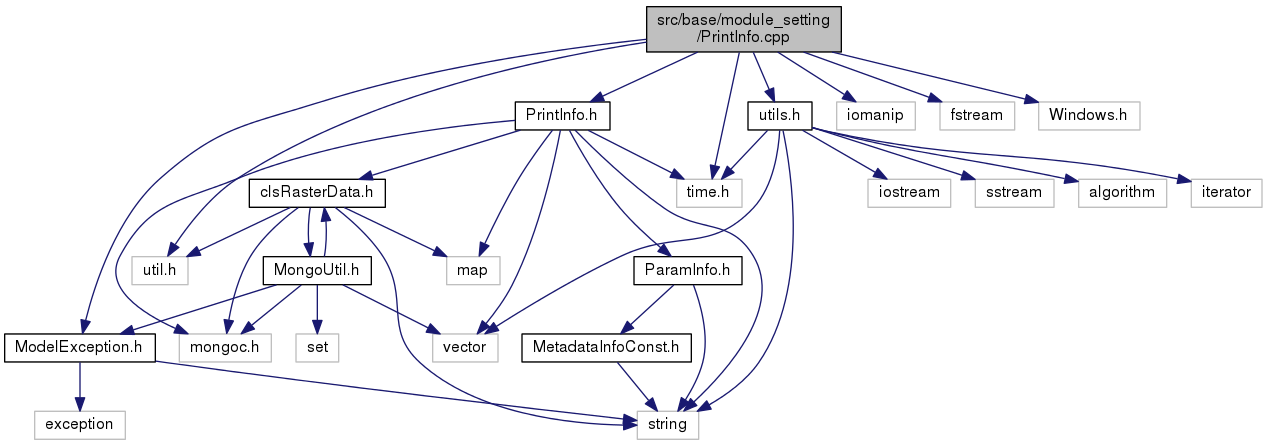 src/base/module_setting
/PrintInfo.cpp
PrintInfo.h
utils.h
iomanip
fstream
Windows.h
clsRasterData.h
time.h
iostream
sstream
algorithm
iterator
util.h
MongoUtil.h
map
ParamInfo.h
ModelException.h
mongoc.h
set
vector
MetadataInfoConst.h
exception
string